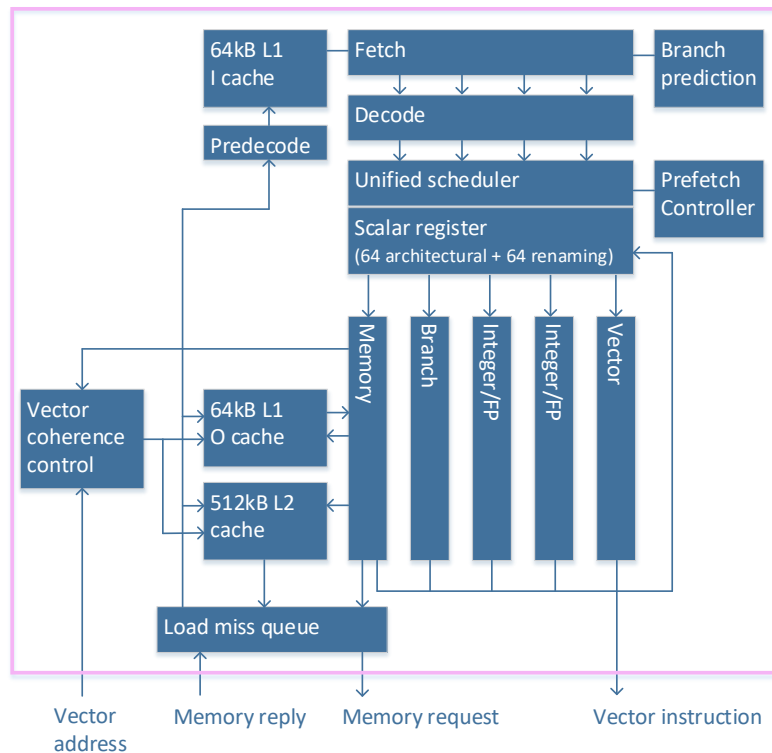 64kB L1
I cache
Fetch
Branch
prediction
Decode
Predecode
Unified scheduler
Prefetch
Controller
Scalar register
(64 architectural + 64 renaming)
Memory
Branch
Integer/FP
Integer/FP
Vector
Vector
coherence
control
64kB L1
O cache
512kB L2
cache
Load miss queue
Vector
address
Memory reply
Memory request
Vector instruction